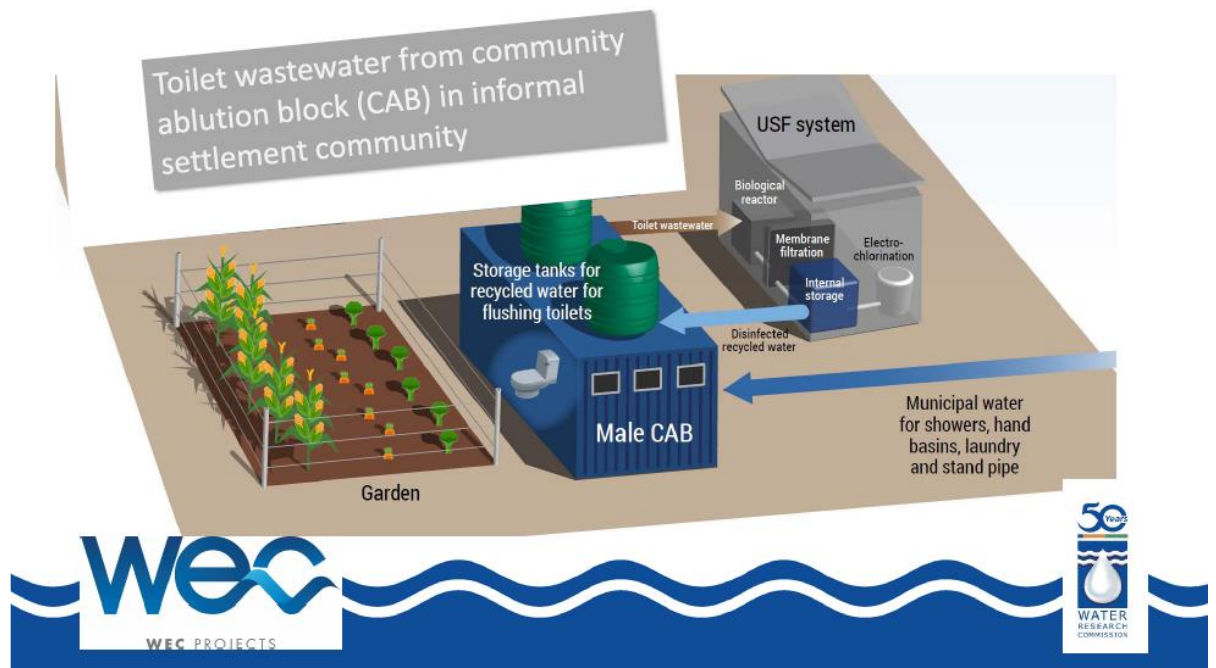 Toilet wastewater from community
ablution block (CAB) in informal
settlement community
USF system
Biological
reactor
Toilet wastewater
Membrane
filtration
Electro-
chlorination
Internal
storage
Storage tanks for
recycled water for
flushing toilets
Disinfected
recycled water
Male CAB
Municipal water
for showers, hand
basins, laundry
and stand pipe
Garden
wec
WEC PROJECTS
50
Years
WATER
RESEARCH
COMMISSION